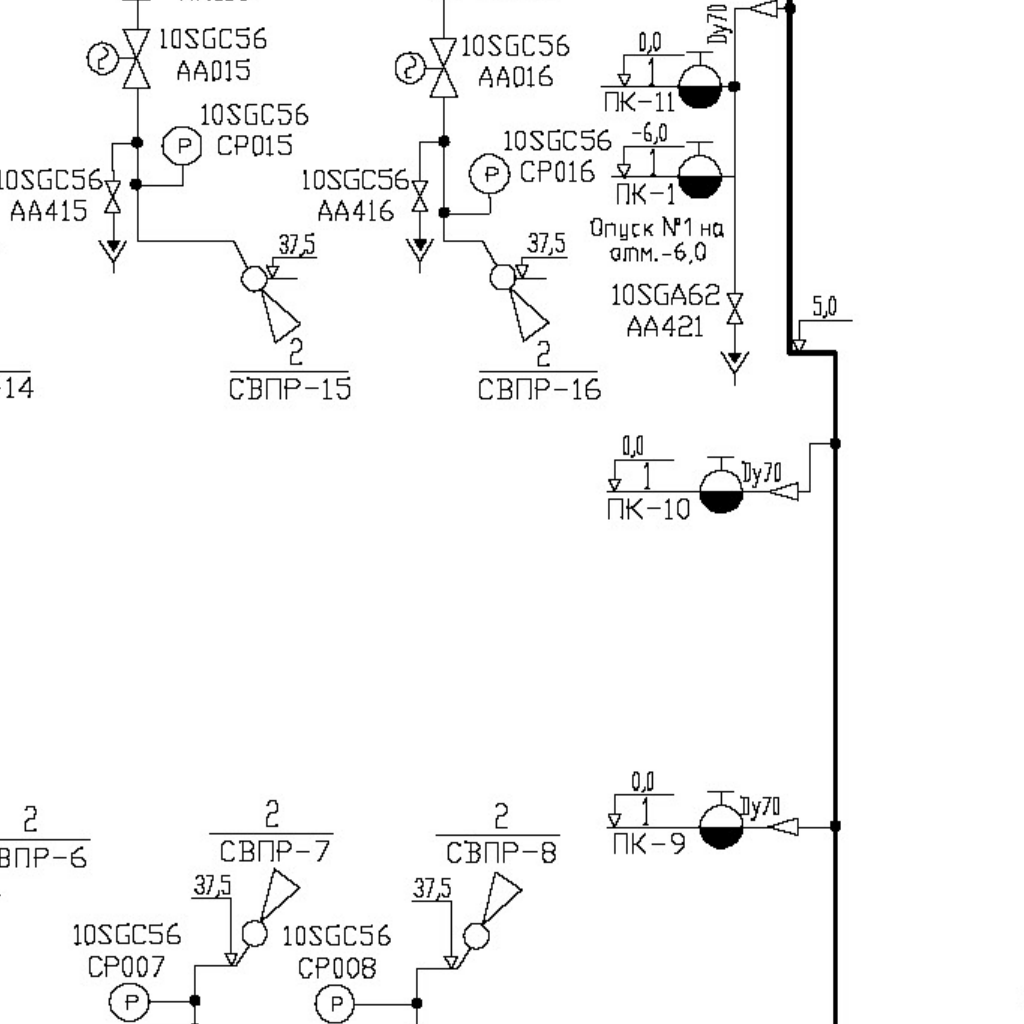 10SGC56
AA015
10SGC56
AA016
Dy70
0,0
1
ПК-11
10SGC56
CP015
P
10SGC56
CP016
P
-6,0
1
ПК-1
10SGC56
AA415
10SGC56
AA416
Опуск №1 на
отм.-6,0
37,5
37,5
10SGA62
AA421
5,0
2
СВПР-15
2
СВПР-16
-14
0,0
1
Dy70
ПК-10
0,0
1
Dy70
ПК-9
2
ВПР-6
2
СВПР-7
2
СВПР-8
37,5
37,5
10SGC56
CP007
P
10SGC56
CP008
P